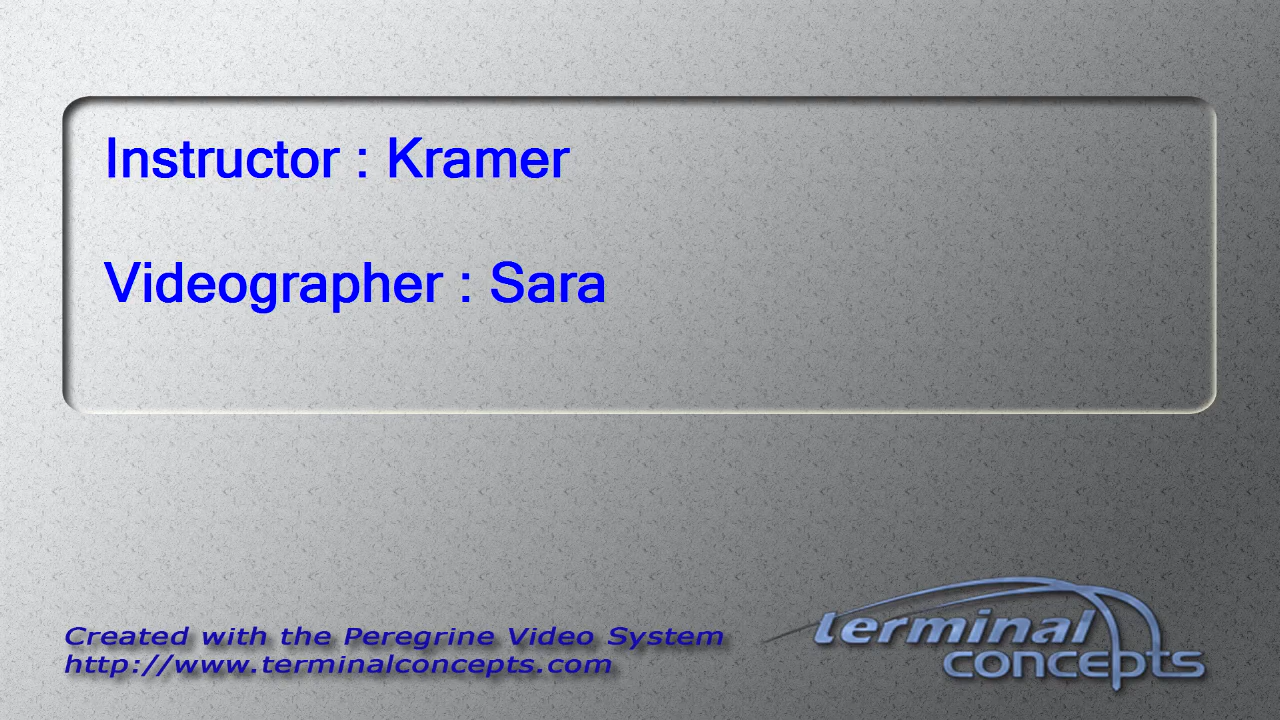 Instructor : Kramer
Videographer : Sara
Created with the Peregrine Video System
http://www.terminalconcepts.com
terminal
concepts